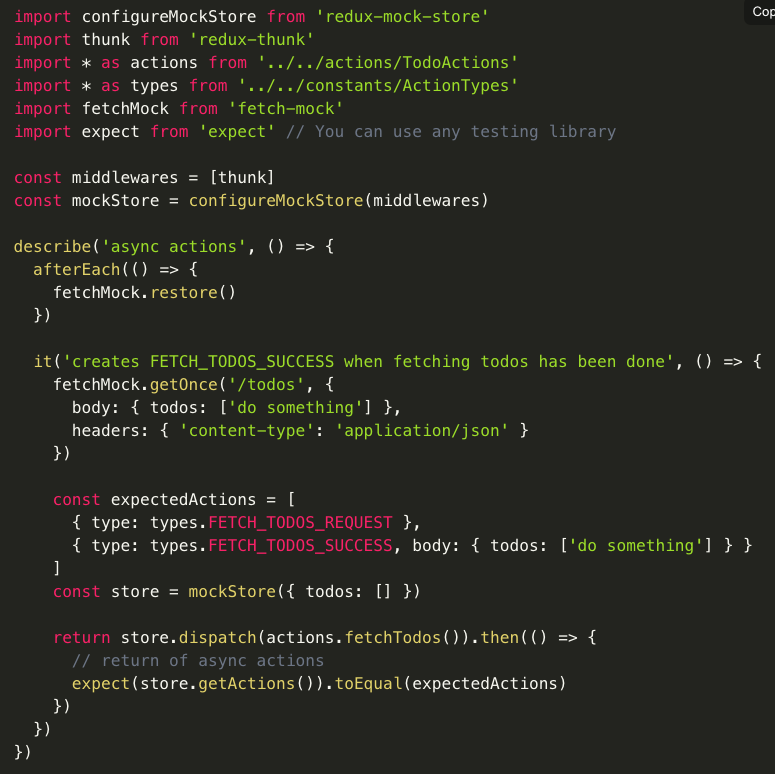 Cop
import configureMockStore from 'redux-mock-store'
import thunk from 'redux-thunk'
import * as actions from '../../actions/TodoActions'
import * as types from '../../constants/ActionTypes'
import fetchMock from 'fetch-mock'
import expect from 'expect' // You can use any testing library

const middlewares = [thunk]
const mockStore = configureMockStore(middlewares)

describe('async actions', () => {
  afterEach(() => {
    fetchMock.restore()
  })

  it('creates FETCH_TODOS_SUCCESS when fetching todos has been done', () => {
    fetchMock.getOnce('/todos', {
      body: { todos: ['do something'] },
      headers: { 'content-type': 'application/json' }
    })

    const expectedActions = [
      { type: types.FETCH_TODOS_REQUEST },
      { type: types.FETCH_TODOS_SUCCESS, body: { todos: ['do something'] } }
    ]
    const store = mockStore({ todos: [] })

    return store.dispatch(actions.fetchTodos()).then(() => {
      // return of async actions
      expect(store.getActions()).toEqual(expectedActions)
    })
  })
})